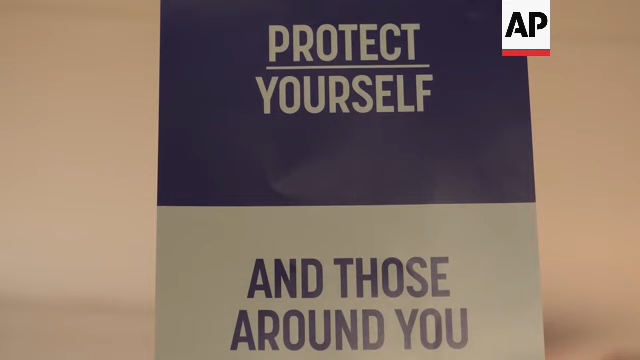 AP
PROTECT
YOURSELF
AND THOSE
AROUND YOU